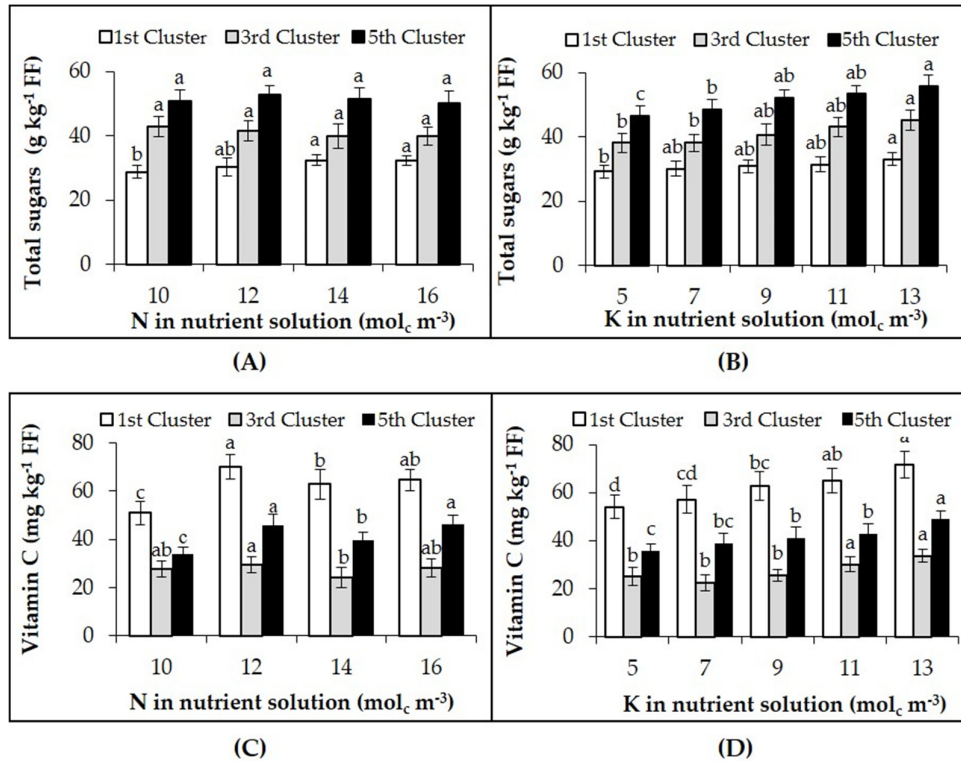 1st Cluster 3rd Cluster 5th Cluster
Total sugars (g kg⁻¹ FF)
60
40
20
0
b a a
ab a a
a a a
a a a
10 12 14 16
N in nutrient solution (mol_c m⁻³)
(A)
1st Cluster 3rd Cluster 5th Cluster
Total sugars (g kg⁻¹ FF)
60
40
20
0
b b c
ab b b
ab ab ab
ab ab ab
a a a
5 7 9 11 13
K in nutrient solution (mol_c m⁻³)
(B)
1st Cluster 3rd Cluster 5th Cluster
Vitamin C (mg kg⁻¹ FF)
80
60
40
20
0
c ab c
a a a
b b b
ab ab a
10 12 14 16
N in nutrient solution (mol_c m⁻³)
(C)
1st Cluster 3rd Cluster 5th Cluster
Vitamin C (mg kg⁻¹ FF)
80
60
40
20
0
d b c
cd b bc
bc b b
ab a b
a a a
5 7 9 11 13
K in nutrient solution (mol_c m⁻³)
(D)